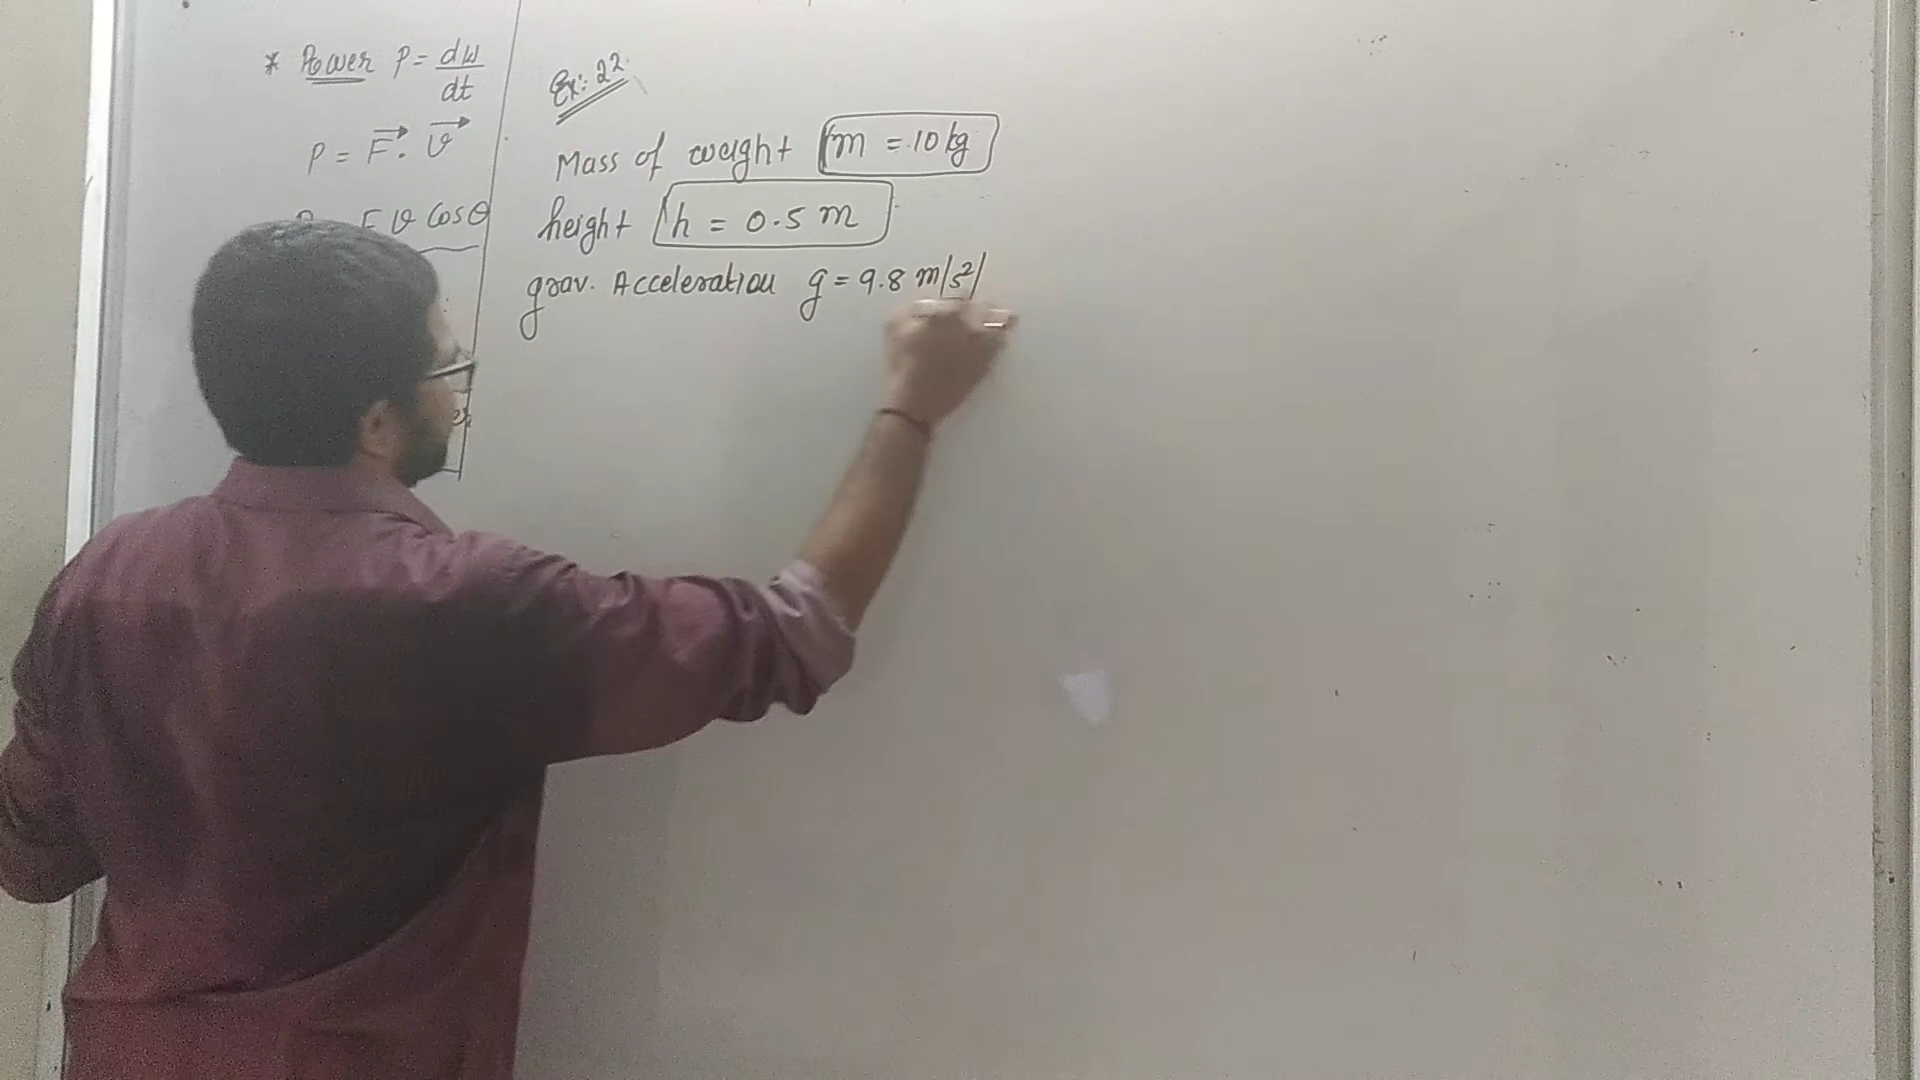 * Power P = dw/dt
P = F⃗ . v⃗
F v Cosθ
Ex: 22
Mass of weight m = 10 kg
height h = 0.5 m
grav. Acceleration g = 9.8 m/s²/